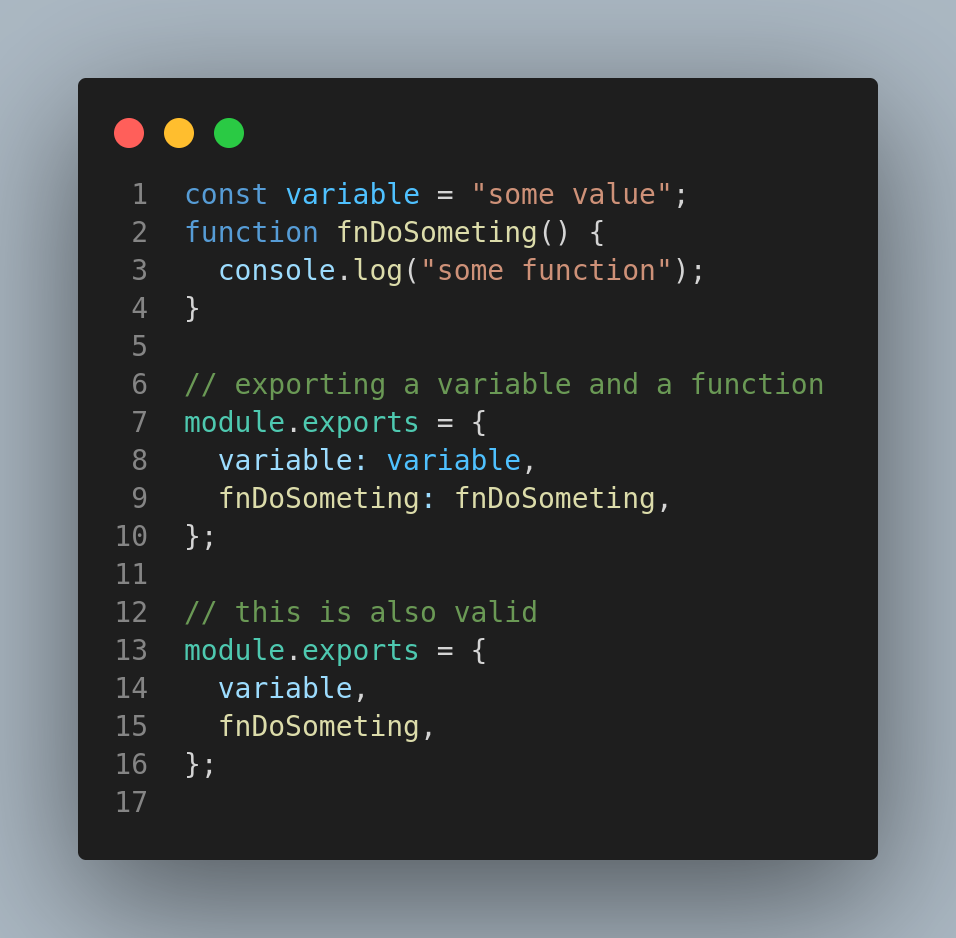 1 const variable = "some value";
2 function fnDoSometing() {
3   console.log("some function");
4 }
5
6 // exporting a variable and a function
7 module.exports = {
8   variable: variable,
9   fnDoSometing: fnDoSometing,
10 };
11
12 // this is also valid
13 module.exports = {
14   variable,
15   fnDoSometing,
16 };
17